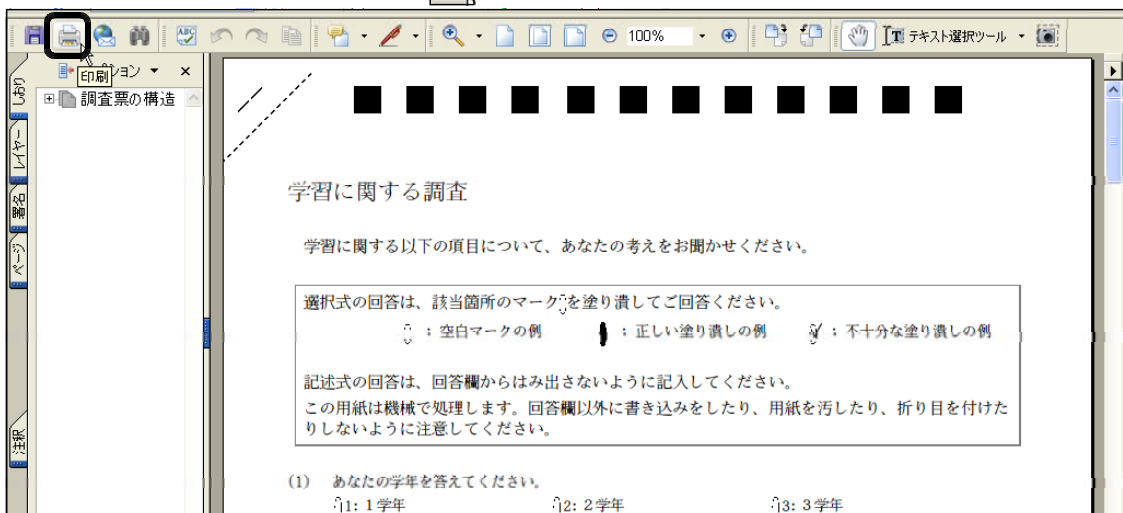 ABC
100%
T テキスト選択ツール
印刷
ション
×
しおり
調査票の構造
レイヤー
署名
ページ
注釈
学習に関する調査
学習に関する以下の項目について、あなたの考えをお聞かせください。
選択式の回答は、該当箇所のマークを塗り潰してご回答ください。
：空白マークの例
：正しい塗り潰しの例
：不十分な塗り潰しの例
記述式の回答は、回答欄からはみ出さないように記入してください。
この用紙は機械で処理します。回答欄以外に書き込みをしたり、用紙を汚したり、折り目を付けた
りしないように注意してください。
(1) あなたの学年を答えてください。
1: 1学年 2: 2学年 3: 3学年